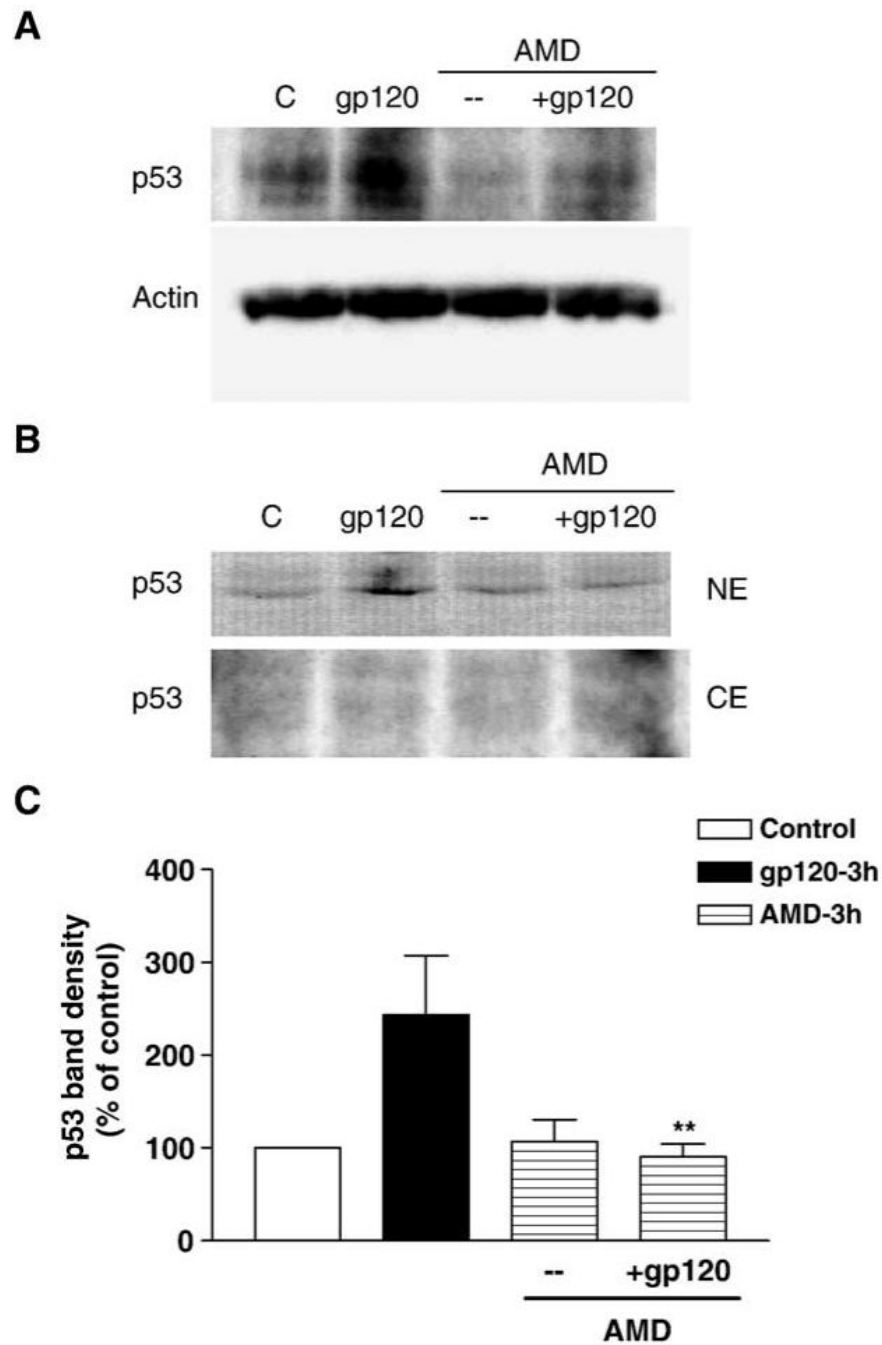 A
AMD
C gp120 -- +gp120
p53
Actin
B
AMD
C gp120 -- +gp120
p53 NE
p53 CE
C
Control
gp120-3h
AMD-3h
400
300
200
100
0
p53 band density
(% of control)
**
-- +gp120
AMD